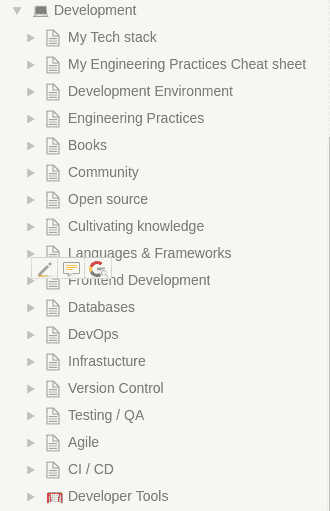 Development
My Tech stack
My Engineering Practices Cheat sheet
Development Environment
Engineering Practices
Books
Community
Open source
Cultivating knowledge
Languages & Frameworks
Frontend Development
Databases
DevOps
Infrastucture
Version Control
Testing / QA
Agile
CI / CD
Developer Tools